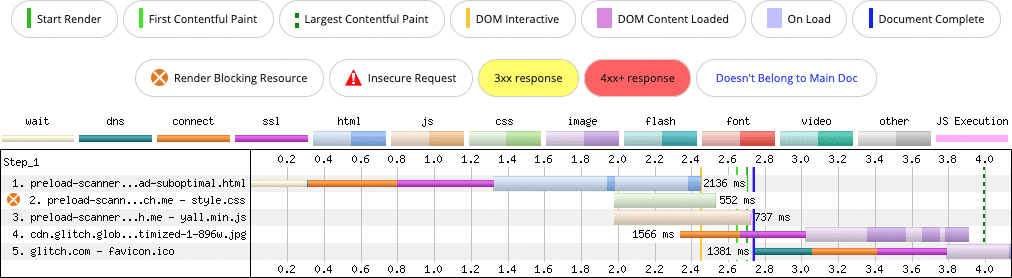 Start Render First Contentful Paint Largest Contentful Paint DOM Interactive DOM Content Loaded On Load Document Complete
Render Blocking Resource Insecure Request 3xx response 4xx+ response Doesn't Belong to Main Doc
wait dns connect ssl html js css image flash font video other JS Execution
Step_1 0.2 0.4 0.6 0.8 1.0 1.2 1.4 1.6 1.8 2.0 2.2 2.4 2.6 2.8 3.0 3.2 3.4 3.6 3.8 4.0
1. preload-scanner...ad-suboptimal.html 2136 ms
2. preload-scann...ch.me - style.css 552 ms
3. preload-scanne...h.me - yall.min.js 737 ms
4. cdn.glitch.glob...timized-1-896w.jpg 1566 ms
5. glitch.com - favicon.ico 1381 ms
0.2 0.4 0.6 0.8 1.0 1.2 1.4 1.6 1.8 2.0 2.2 2.4 2.6 2.8 3.0 3.2 3.4 3.6 3.8 4.0